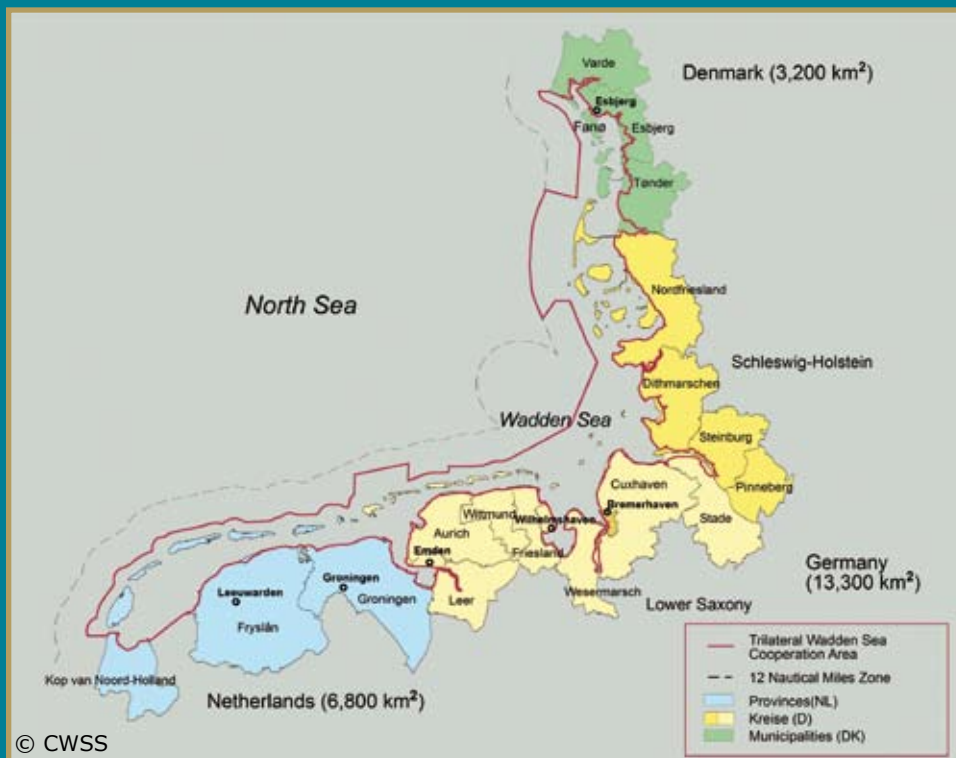 Varde
Denmark (3,200 km²)
Esbjerg
Fanø
Esbjerg
Tønder
North Sea
Nordfriesland
Schleswig-Holstein
Dithmarschen
Wadden Sea
Steinburg
Pinneberg
Cuxhaven
Bremerhaven
Stade
Wittmund
Wilhelmshaven
Aurich
Friesland
Emden
Germany
(13,300 km²)
Groningen
Leeuwarden
Groningen
Leer
Wesermarsch
Lower Saxony
Fryslân
Kop van Noord-Holland
Netherlands (6,800 km²)
Trilateral Wadden Sea
Cooperation Area
12 Nautical Miles Zone
Provinces(NL)
Kreise (D)
Municipalities (DK)
© CWSS